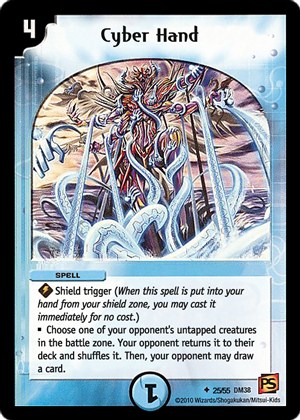 4
Cyber Hand
SPELL
Shield trigger (When this spell is put into your
hand from your shield zone, you may cast it
immediately for no cost.)
▪ Choose one of your opponent's untapped creatures
in the battle zone. Your opponent returns it to their
deck and shuffles it. Then, your opponent may draw
a card.
1
✦ 25/55 DM38
PS
©2010 Wizards/Shogakukan/Mitsui-Kids